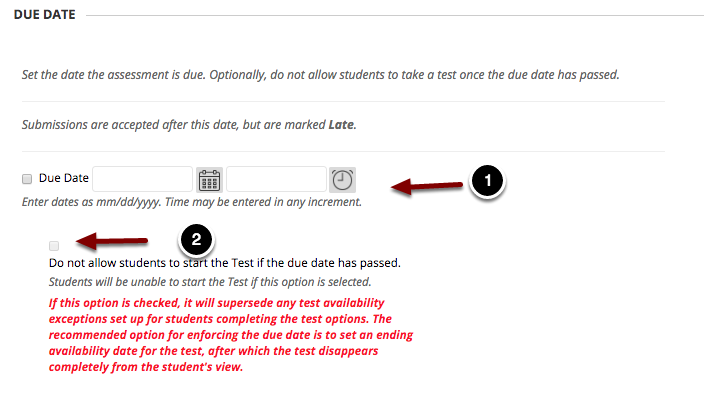 DUE DATE
Set the date the assessment is due. Optionally, do not allow students to take a test once the due date has passed.
Submissions are accepted after this date, but are marked Late.
Due Date
1
Enter dates as mm/dd/yyyy. Time may be entered in any increment.
2
Do not allow students to start the Test if the due date has passed.
Students will be unable to start the Test if this option is selected.
If this option is checked, it will supersede any test availability
exceptions set up for students completing the test options. The
recommended option for enforcing the due date is to set an ending
availability date for the test, after which the test disappears
completely from the student's view.